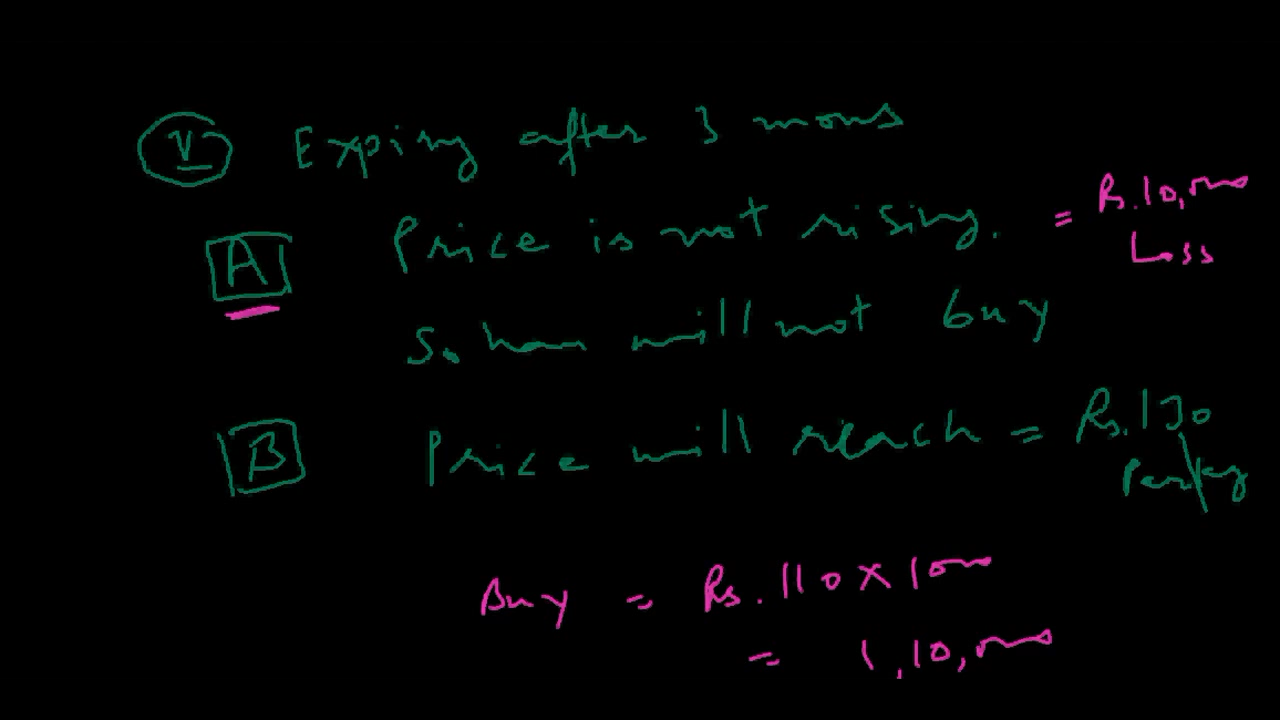 V Expiry after 3 mons
A Price is not rising. = Rs.10,000 Loss
Soham will not buy
B Price will reach = Rs.130
Buy = Rs.110 x 1000
= 1,10,000